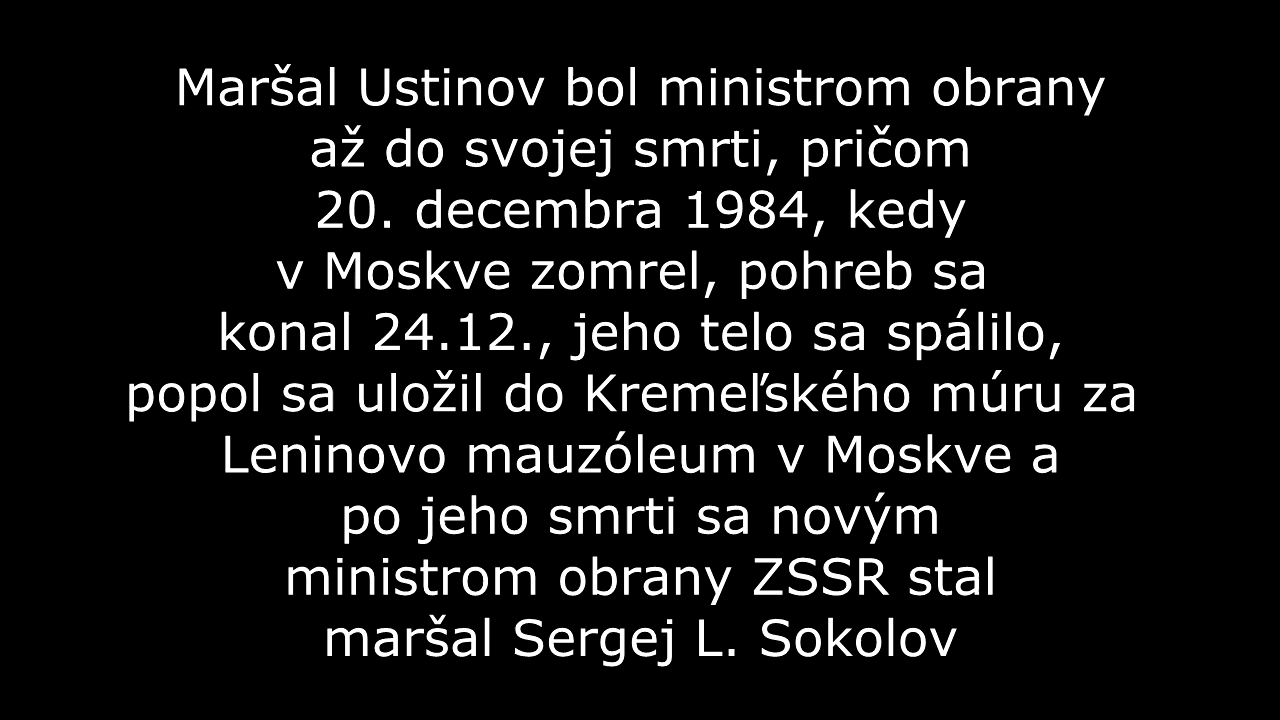 Maršal Ustinov bol ministrom obrany
až do svojej smrti, pričom
20. decembra 1984, kedy
v Moskve zomrel, pohreb sa
konal 24.12., jeho telo sa spálilo,
popol sa uložil do Kremeľského múru za
Leninovo mauzóleum v Moskve a
po jeho smrti sa novým
ministrom obrany ZSSR stal
maršal Sergej L. Sokolov